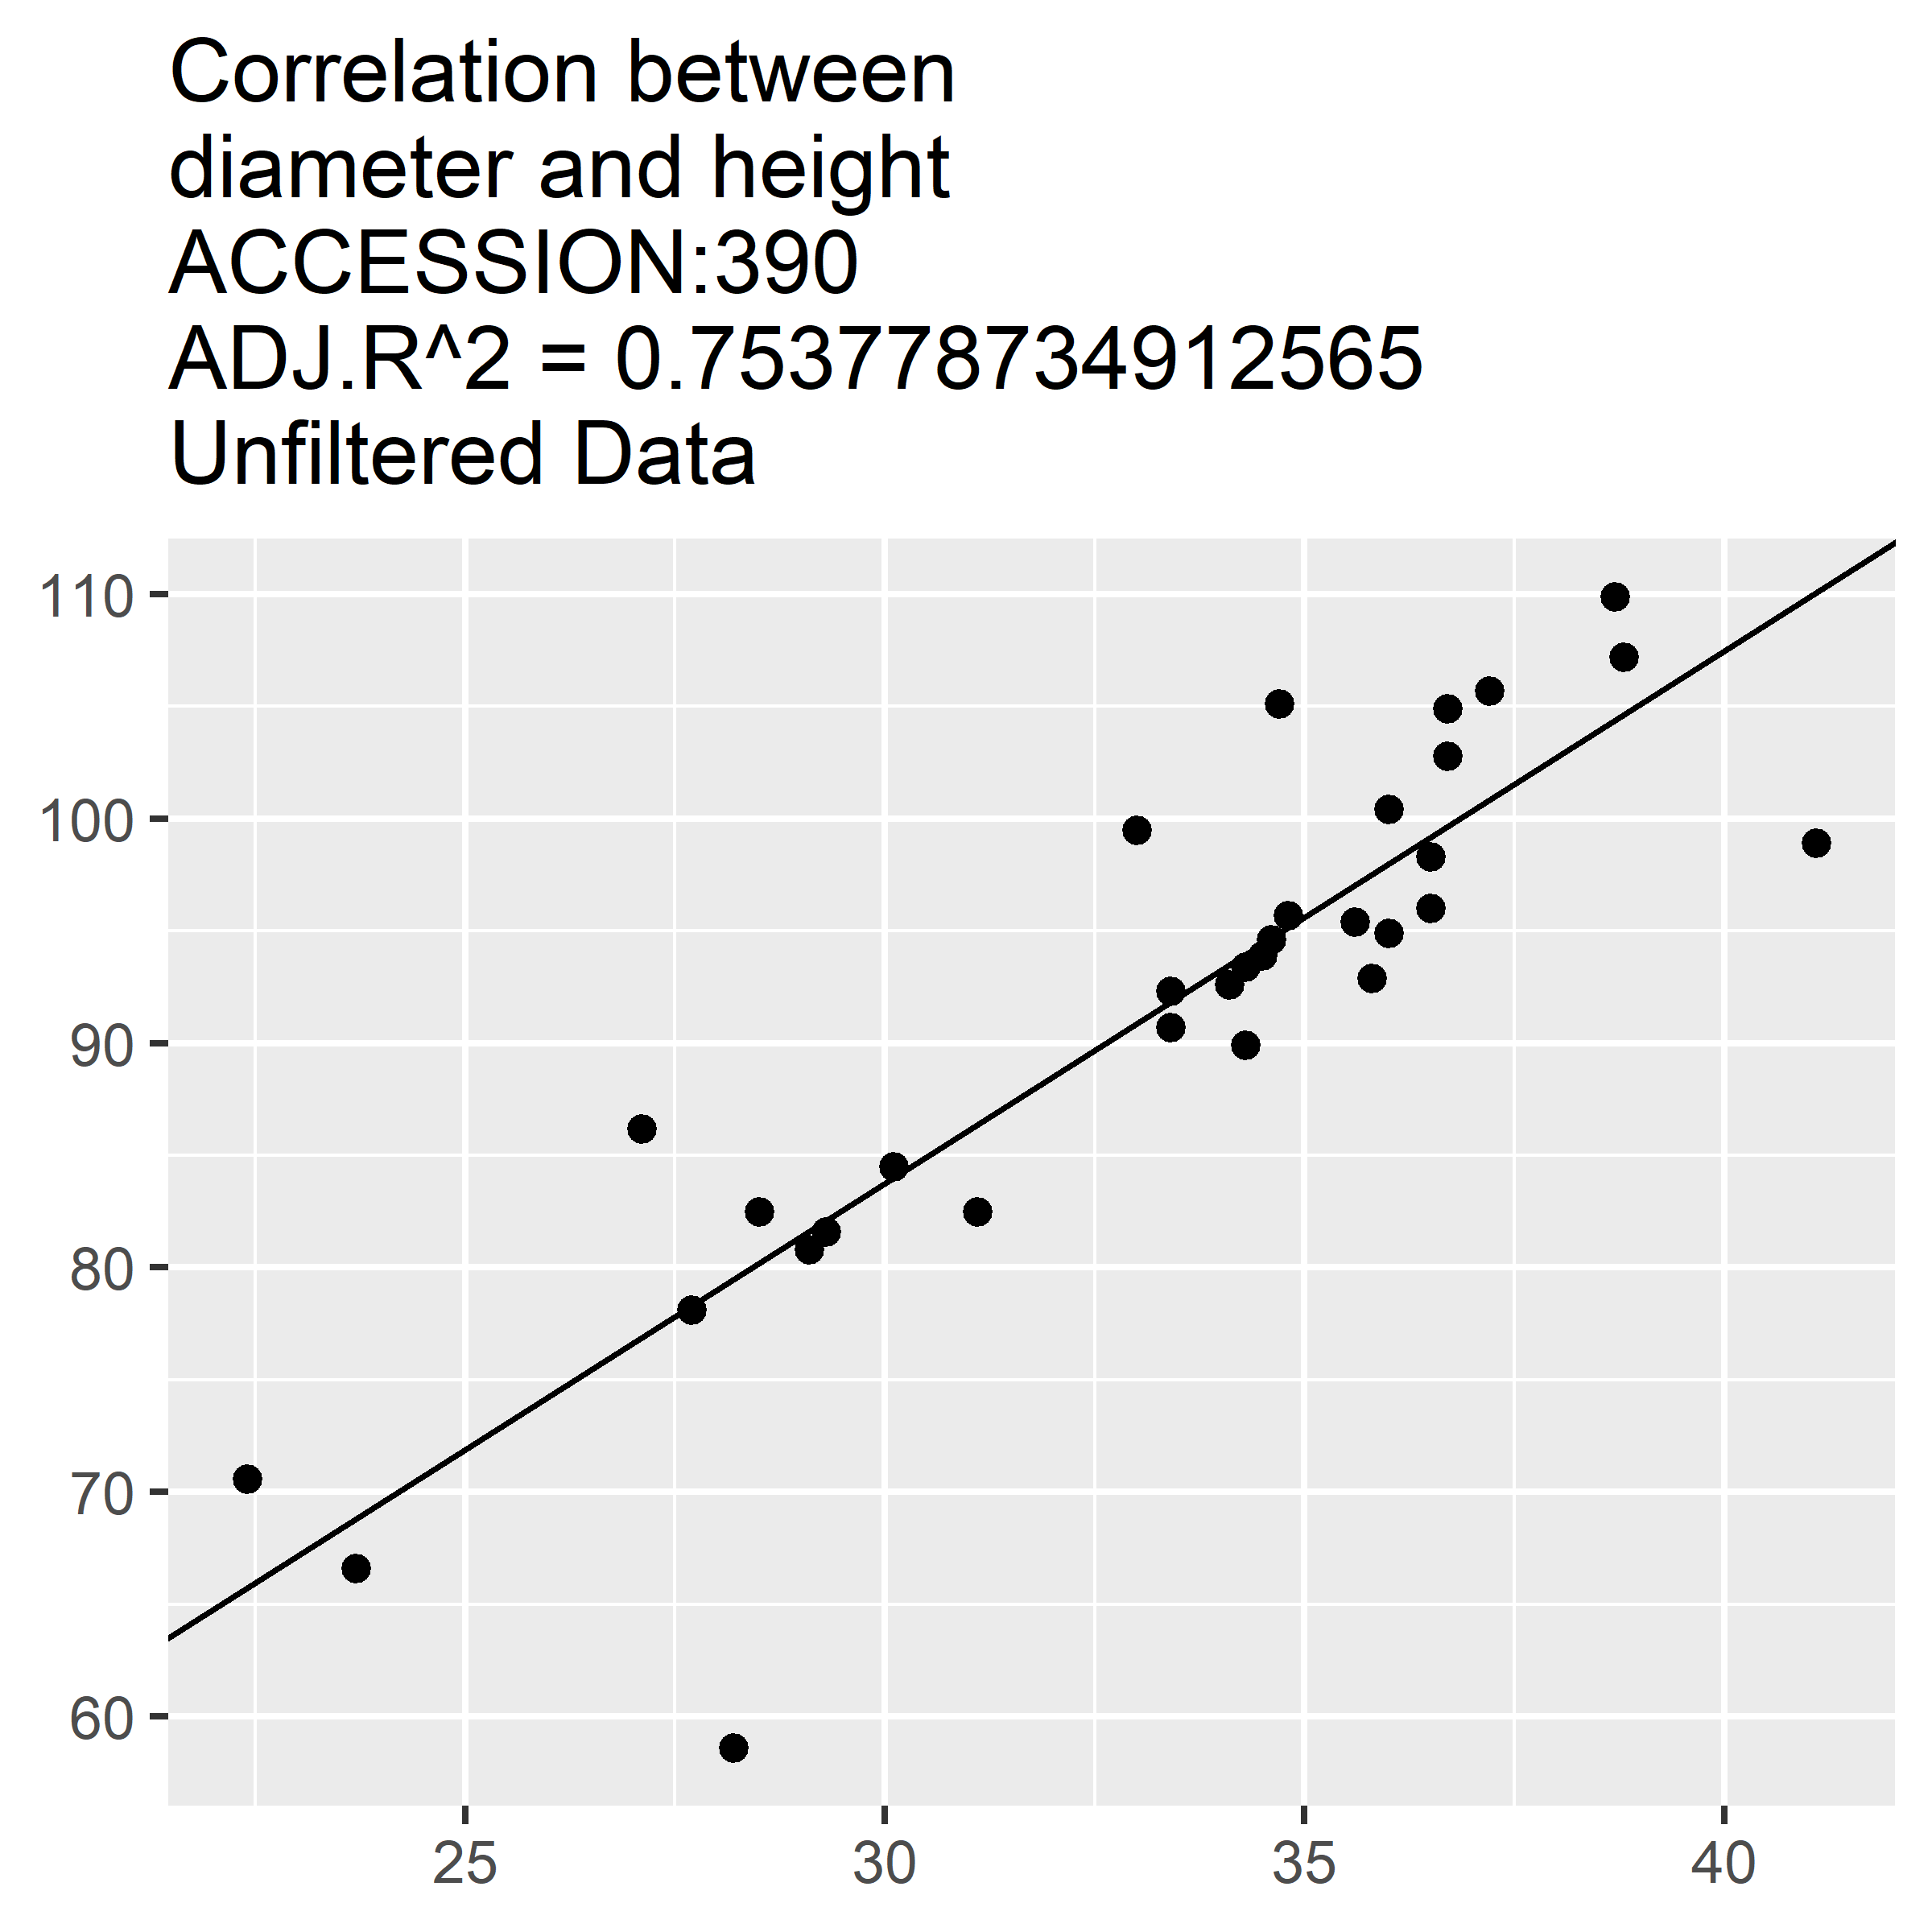 Correlation between
diameter and height
ACCESSION:390
ADJ.R^2 = 0.753778734912565
Unfiltered Data
110
100
90
80
70
60
25 30 35 40